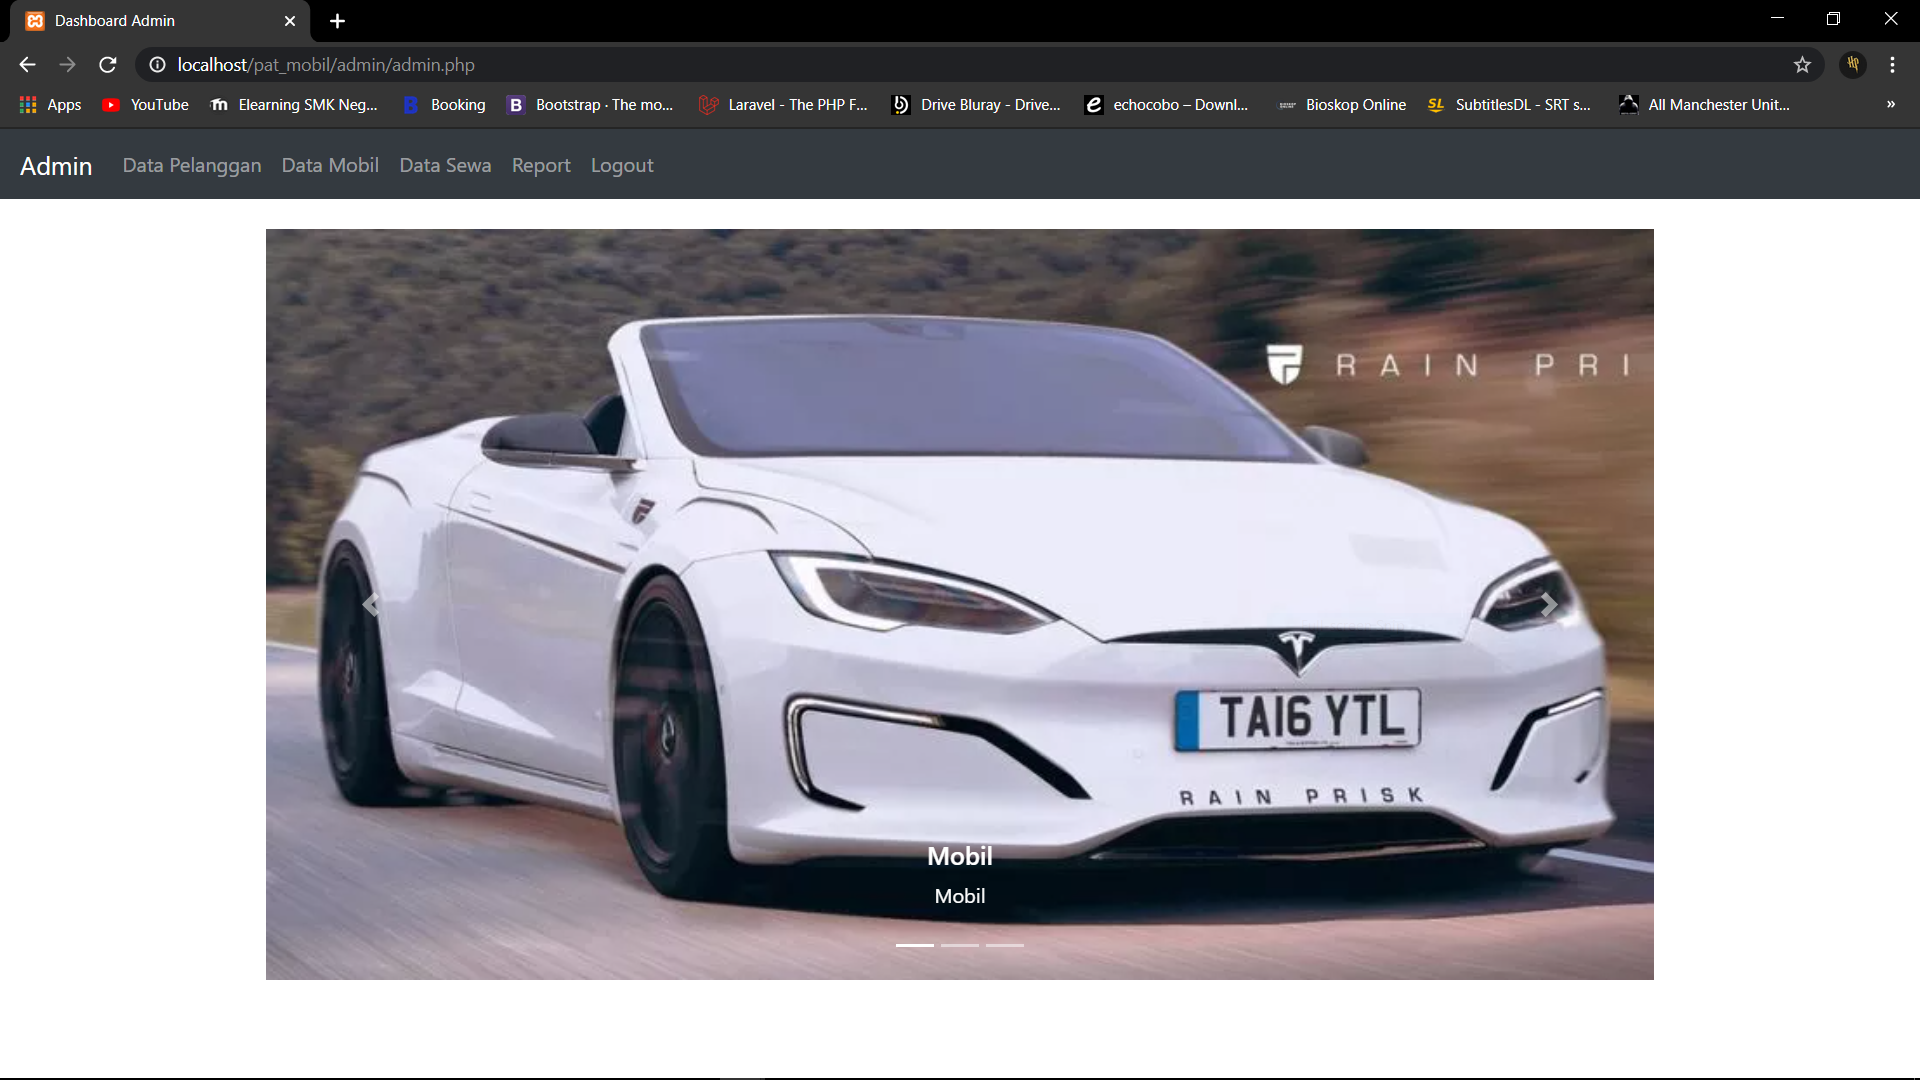 Dashboard Admin
localhost/pat_mobil/admin/admin.php
Apps YouTube Elearning SMK Neg... Booking Bootstrap · The mo... Laravel - The PHP F... Drive Bluray - Drive... echocobo – Downl... Bioskop Online SubtitlesDL - SRT s... All Manchester Unit... »
Admin Data Pelanggan Data Mobil Data Sewa Report Logout
RAIN PRI
TA16 YTL
RAIN PRISK
Mobil
Mobil